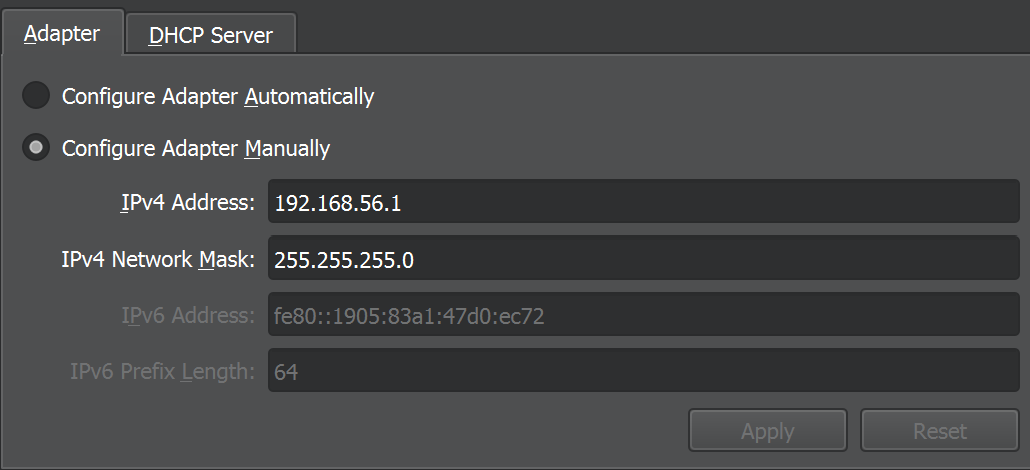 Adapter
DHCP Server
Configure Adapter Automatically
Configure Adapter Manually
IPv4 Address: 192.168.56.1
IPv4 Network Mask: 255.255.255.0
IPv6 Address: fe80::1905:83a1:47d0:ec72
IPv6 Prefix Length: 64
Apply
Reset